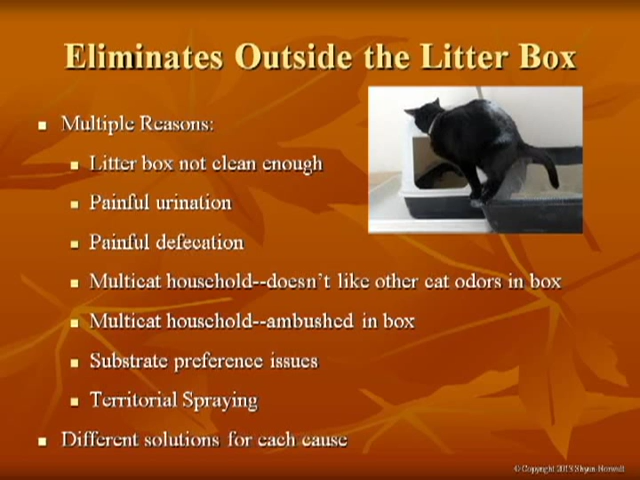 Eliminates Outside the Litter Box
Multiple Reasons:
Litter box not clean enough
Painful urination
Painful defecation
Multicat household--doesn't like other cat odors in box
Multicat household--ambushed in box
Substrate preference issues
Territorial Spraying
Different solutions for each cause
© Copyright 2013